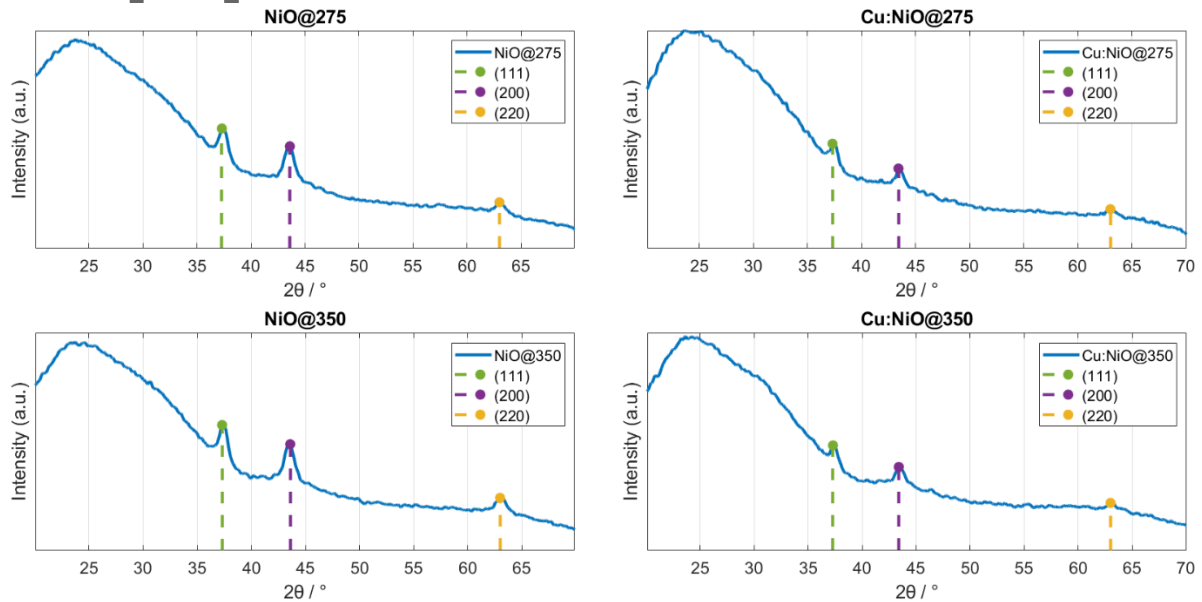 NiO@275
Intensity (a.u.)
NiO@275
(111)
(200)
(220)
25 30 35 40 45 50 55 60 65
2θ / °
Cu:NiO@275
Intensity (a.u.)
Cu:NiO@275
(111)
(200)
(220)
25 30 35 40 45 50 55 60 65 70
2θ / °
NiO@350
Intensity (a.u.)
NiO@350
(111)
(200)
(220)
25 30 35 40 45 50 55 60 65
2θ / °
Cu:NiO@350
Intensity (a.u.)
Cu:NiO@350
(111)
(200)
(220)
25 30 35 40 45 50 55 60 65 70
2θ / °